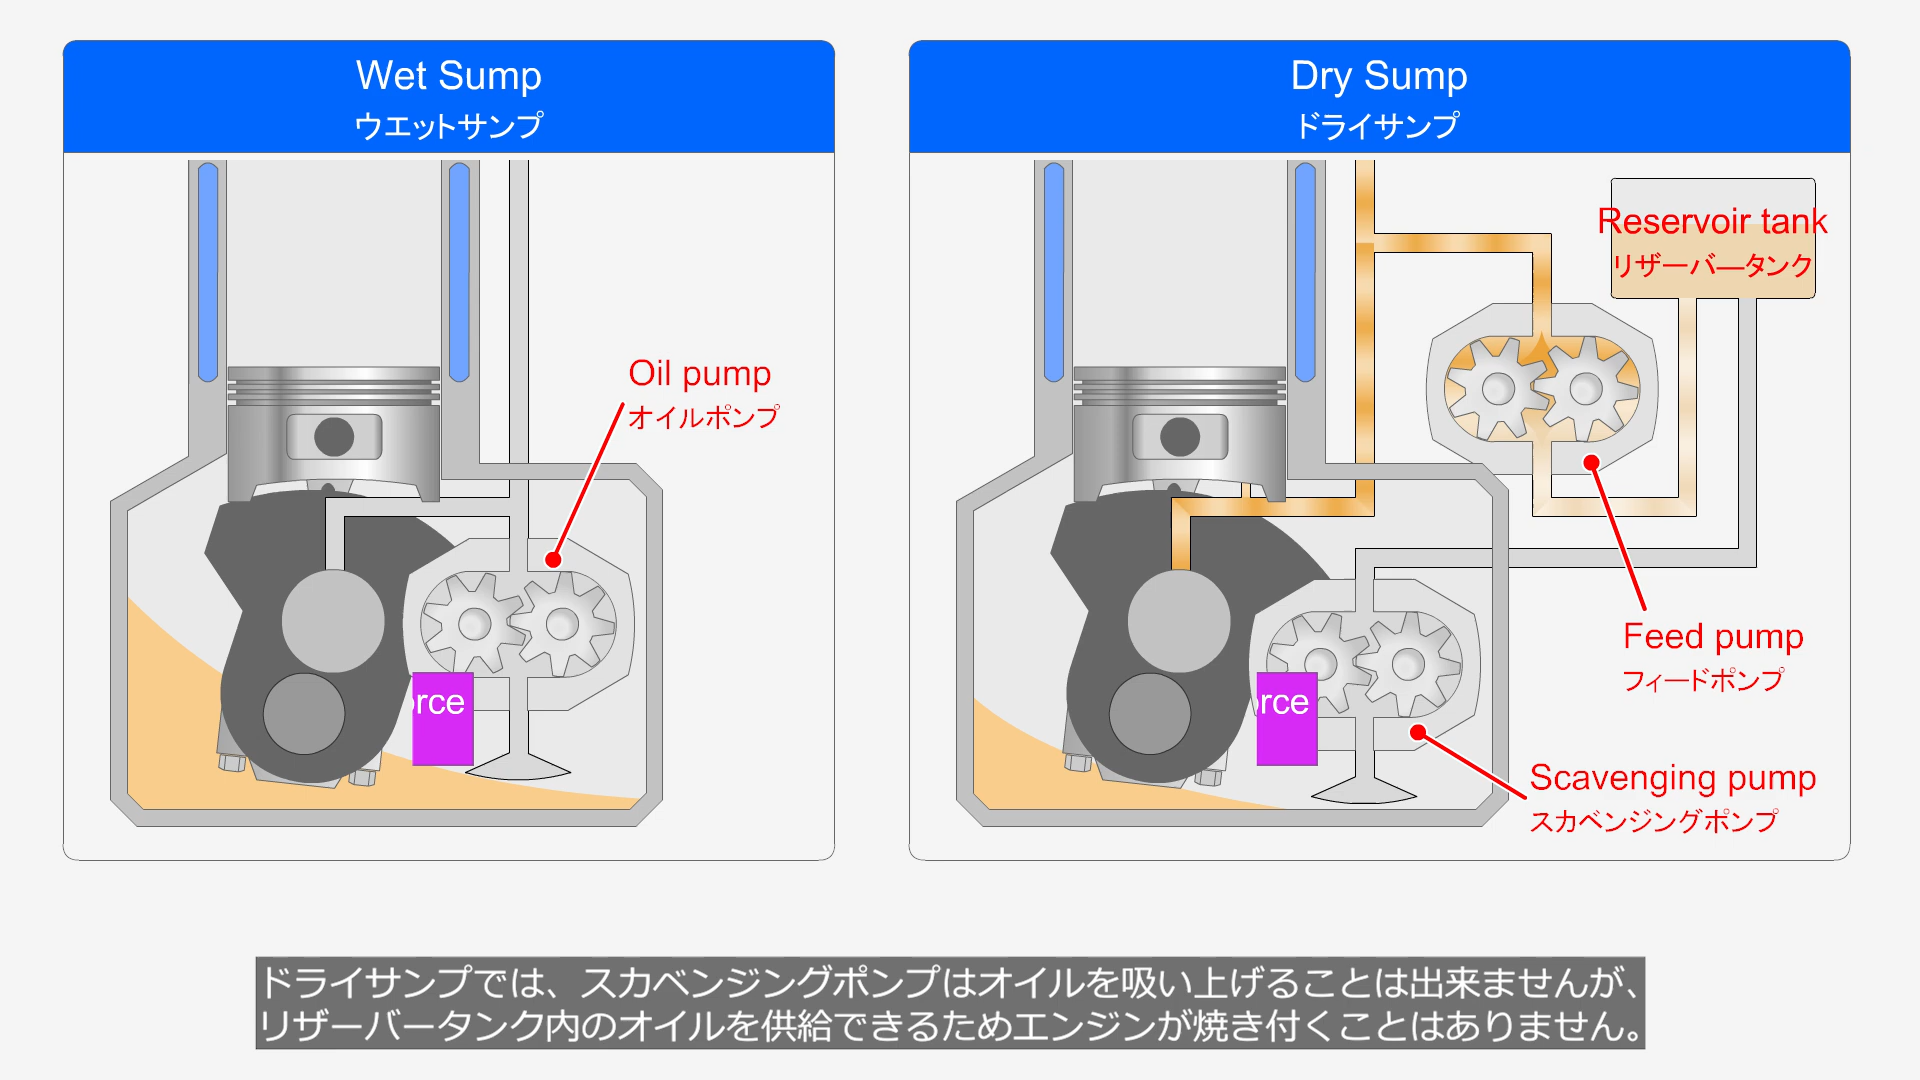 Wet Sump
ウエットサンプ
Oil pump
オイルポンプ
rce
Dry Sump
ドライサンプ
Reservoir tank
リザーバータンク
Feed pump
フィードポンプ
rce
Scavenging pump
スカベンジングポンプ
ドライサンプでは、スカベンジングポンプはオイルを吸い上げることは出来ませんが、
リザーバータンク内のオイルを供給できるためエンジンが焼き付くことはありません。